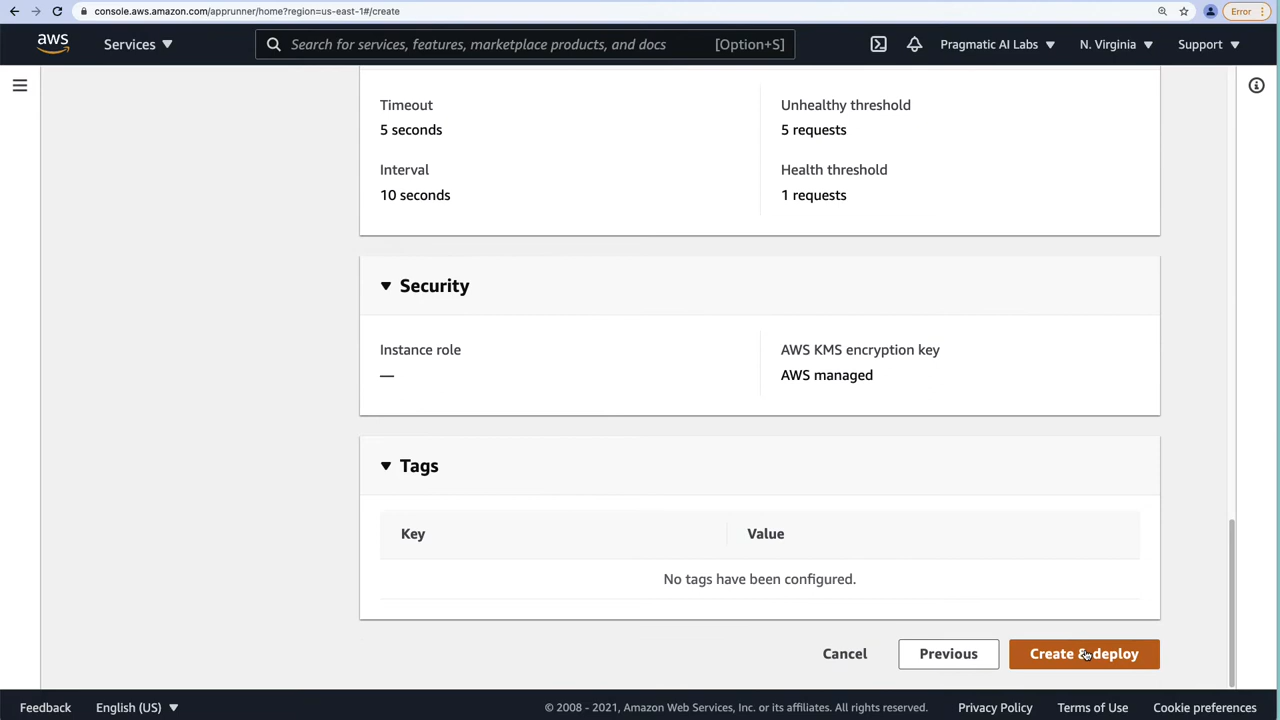 console.aws.amazon.com/apprunner/home?region=us-east-1#/create
Error
aws
Services
Search for services, features, marketplace products, and docs
[Option+S]
Pragmatic AI Labs
N. Virginia
Support
Timeout
5 seconds
Unhealthy threshold
5 requests
Interval
10 seconds
Health threshold
1 requests
Security
Instance role
—
AWS KMS encryption key
AWS managed
Tags
Key
Value
No tags have been configured.
Cancel
Previous
Create & deploy
Feedback
English (US)
© 2008 - 2021, Amazon Web Services, Inc. or its affiliates. All rights reserved.
Privacy Policy
Terms of Use
Cookie preferences